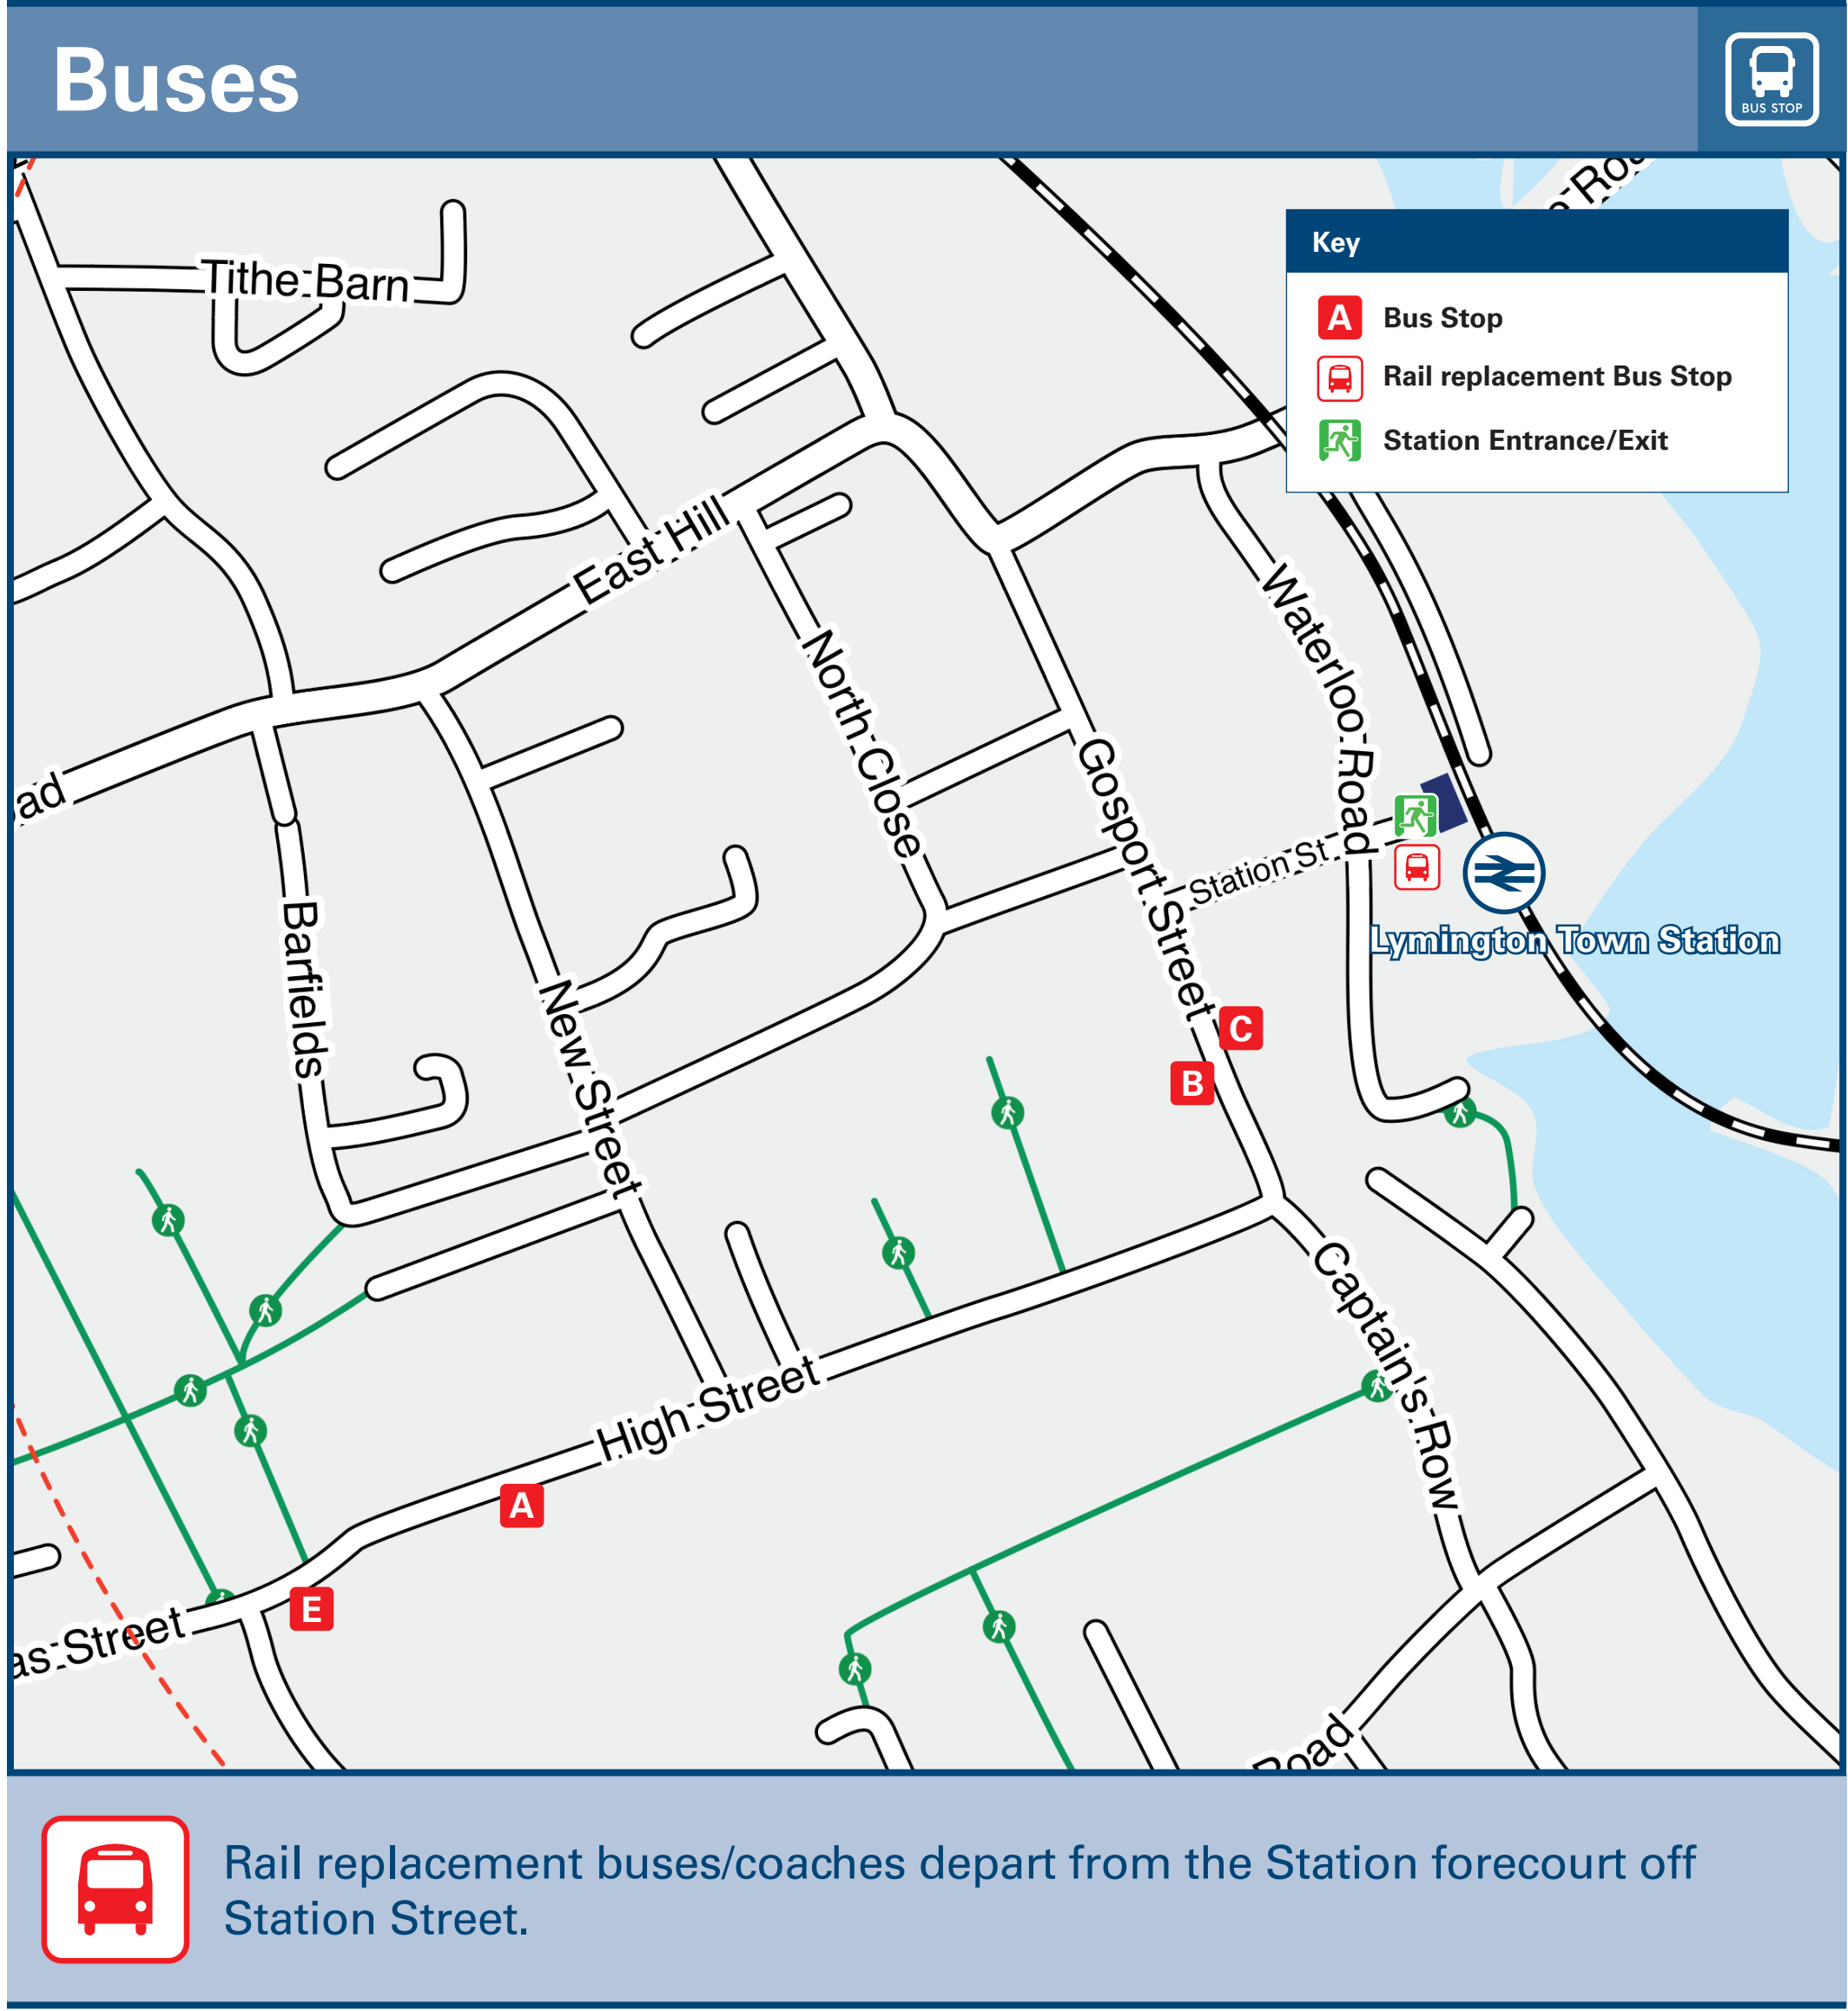 Buses
BUS STOP
Key
A
Bus Stop
Rail replacement Bus Stop
Station Entrance/Exit
Tithe Barn
East Hill
North Close
Waterloo Road
Gosport Street
Station St
Lymington Town Station
Barfields
New Street
C
B
Captain's Row
High Street
A
E
Street
Road
Rail replacement buses/coaches depart from the Station forecourt off
Station Street.